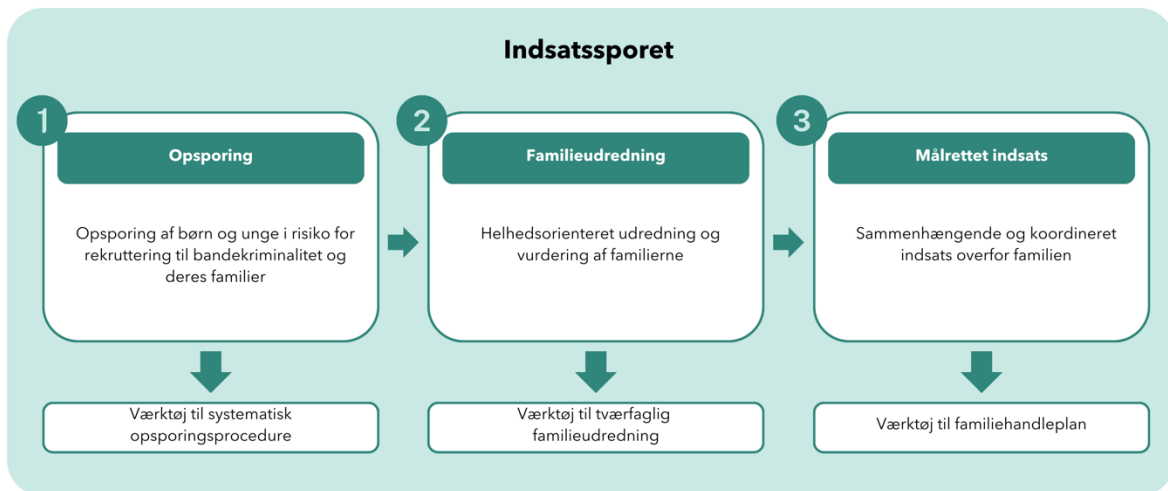 Indsatssporet
1
Opsporing
Opsporing af børn og unge i risiko for
rekruttering til bandekriminalitet og
deres familier
Værktøj til systematisk
opsporingsprocedure
2
Familieudredning
Helhedsorienteret udredning og
vurdering af familierne
Værktøj til tværfaglig
familieudredning
3
Målrettet indsats
Sammenhængende og koordineret
indsats overfor familien
Værktøj til familiehandleplan